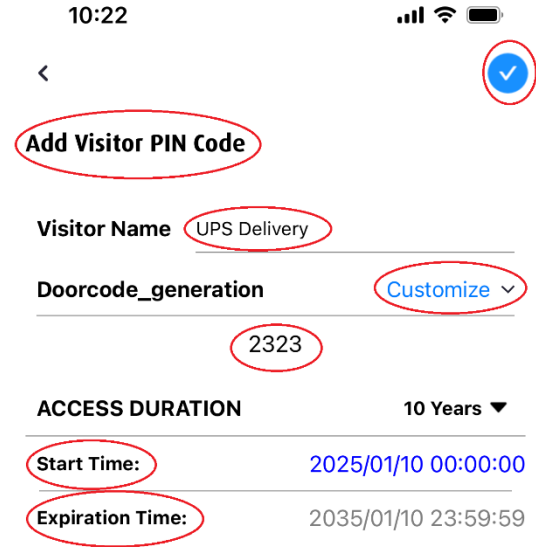 10:22
Add Visitor PIN Code
Visitor Name UPS Delivery
Doorcode_generation Customize
2323
ACCESS DURATION 10 Years
Start Time: 2025/01/10 00:00:00
Expiration Time: 2035/01/10 23:59:59